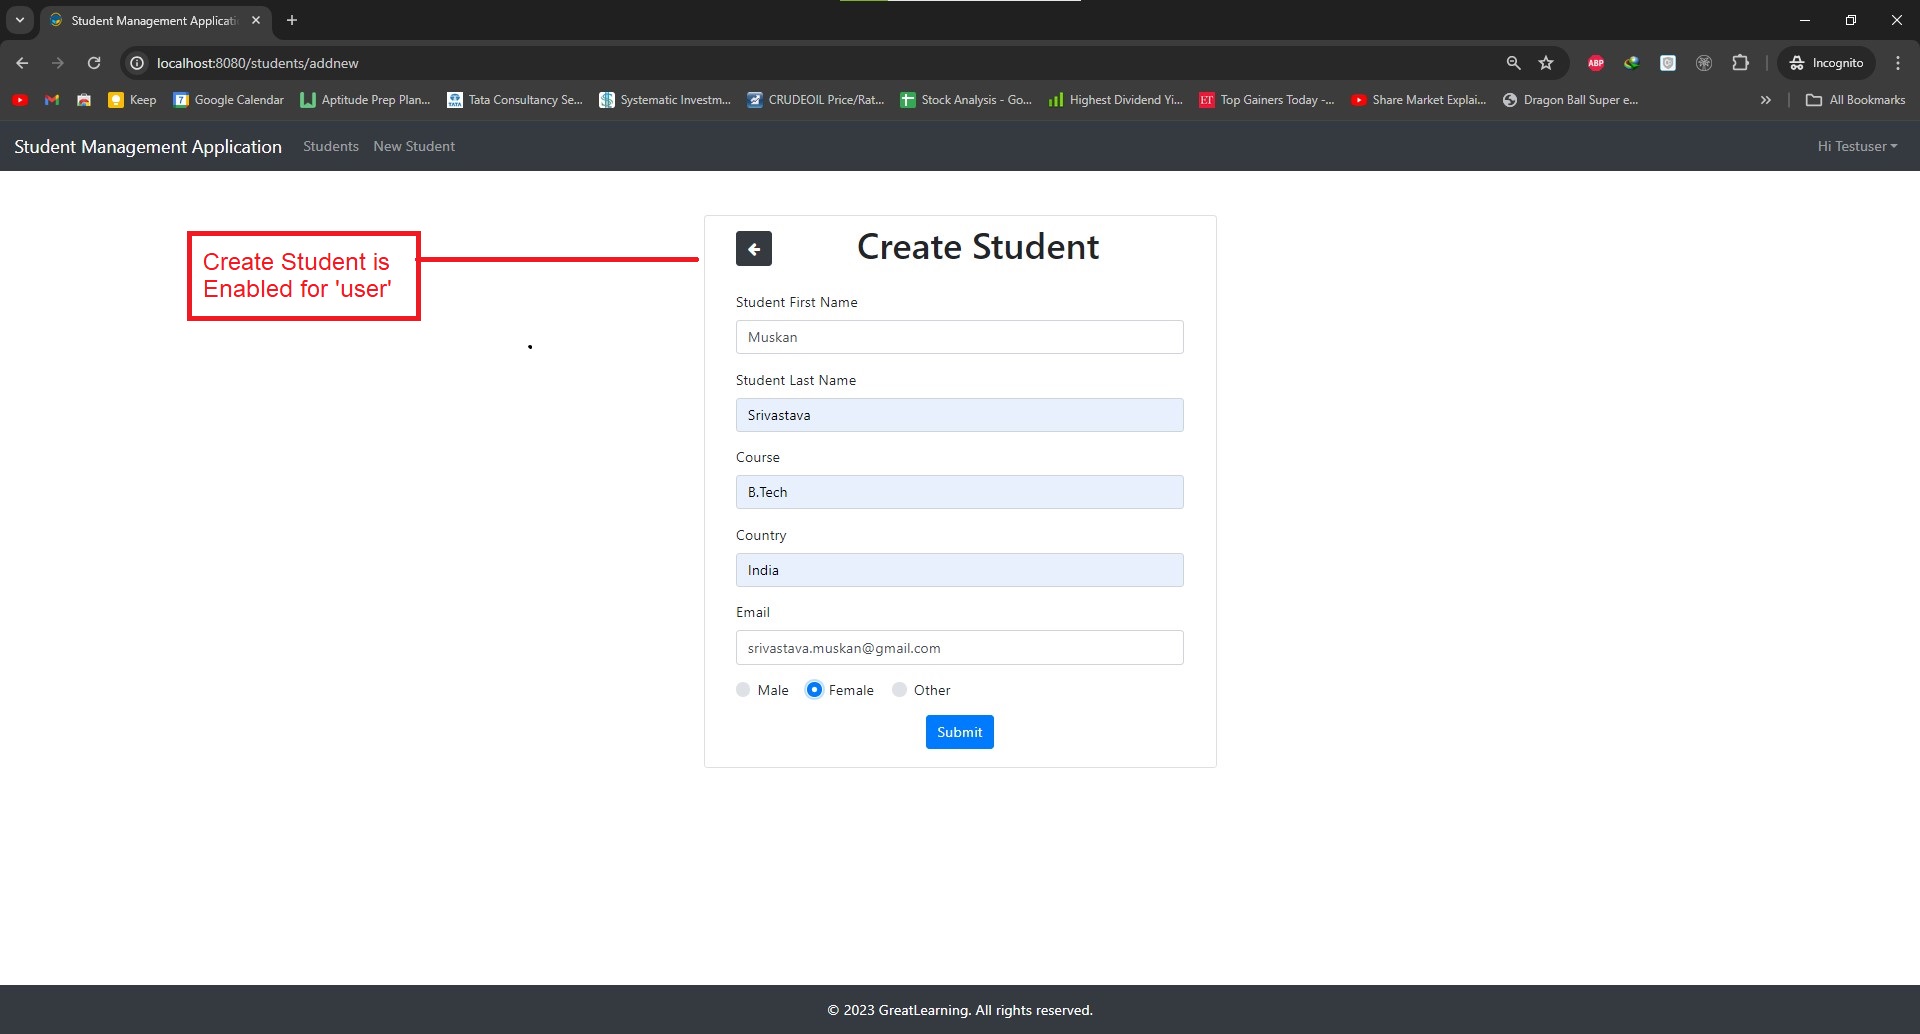 Student Management Applicati
localhost:8080/students/addnew
ABP
Incognito
Keep
7
Google Calendar
Aptitude Prep Plan...
TATA
Tata Consultancy Se...
Systematic Investm...
CRUDEOIL Price/Rat...
Stock Analysis - Go...
Highest Dividend Yi...
ET
Top Gainers Today -...
Share Market Explai...
Dragon Ball Super e...
All Bookmarks
Student Management Application
Students
New Student
Hi Testuser
Create Student is
Enabled for 'user'
Create Student
Student First Name
Muskan
Student Last Name
Srivastava
Course
B.Tech
Country
India
Email
srivastava.muskan@gmail.com
Male
Female
Other
Submit
© 2023 GreatLearning. All rights reserved.